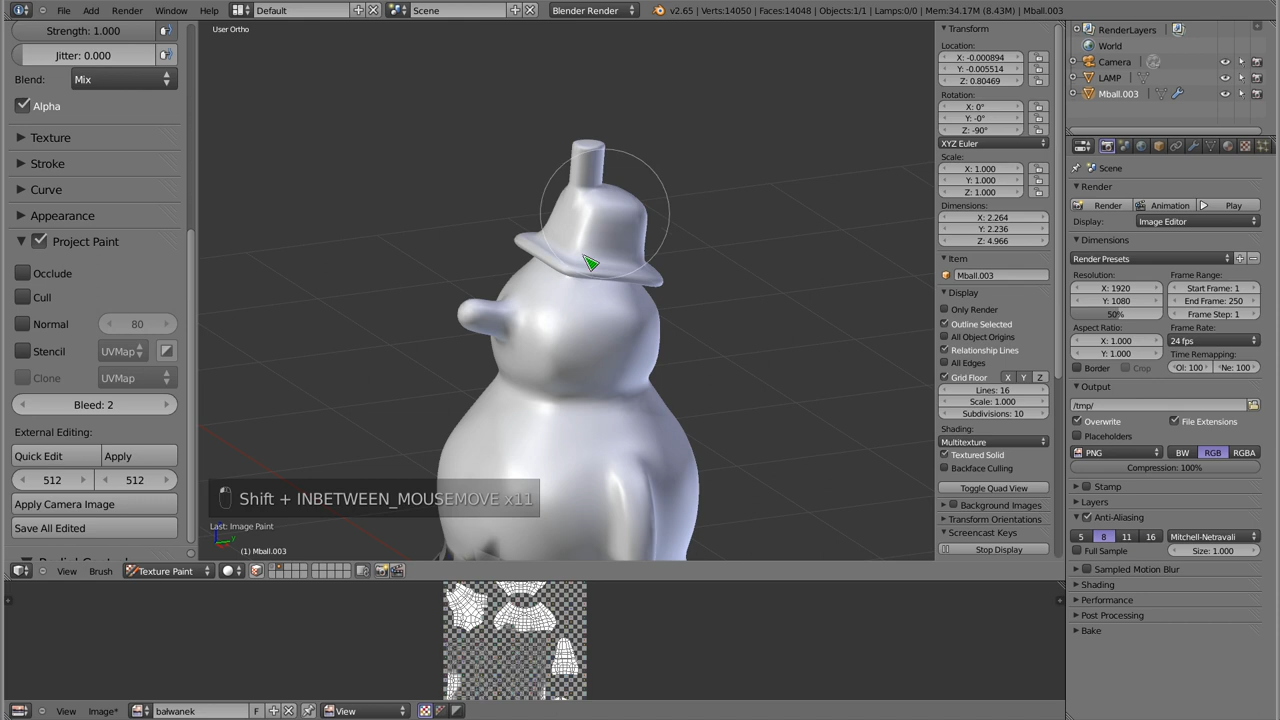 File Add Render Window Help Default Scene Blender Render v2.65 | Verts:14050 | Faces:14048 | Objects:1/1 | Lamps:0/0 | Mem:34.17M (8.43M) | Mball.003
Strength: 1.000
Jitter: 0.000
Blend: Mix
Alpha
Texture
Stroke
Curve
Appearance
Project Paint
Occlude
Cull
Normal 80
Stencil UVMap
Clone UVMap
Bleed: 2
External Editing:
Quick Edit Apply
512 512
Apply Camera Image
Save All Edited
User Ortho
Shift + INBETWEEN_MOUSEMOVE x11
Last: Image Paint
y
(1) Mball.003
View Brush Texture Paint
View Image* bałwanek F View
Transform
Location:
X: -0.000894
Y: -0.005514
Z: 0.80469
Rotation:
X: 0°
Y: -0°
Z: -90°
XYZ Euler
Scale:
X: 1.000
Y: 1.000
Z: 1.000
Dimensions:
X: 2.264
Y: 2.236
Z: 4.966
Item
Mball.003
Display
Only Render
Outline Selected
All Object Origins
Relationship Lines
All Edges
Grid Floor X Y Z
Lines: 16
Scale: 1.000
Subdivisions: 10
Shading:
Multitexture
Textured Solid
Backface Culling
Toggle Quad View
Background Images
Transform Orientations
Screencast Keys
Stop Display
RenderLayers
World
Camera
LAMP
Mball.003
Scene
Render
Render Animation Play
Display: Image Editor
Dimensions
Render Presets
Resolution: Frame Range:
X: 1920 Start Frame: 1
Y: 1080 End Frame: 250
50% Frame Step: 1
Aspect Ratio: Frame Rate:
X: 1.000 24 fps
Y: 1.000 Time Remapping:
Border Crop Ol: 100 Ne: 100
Output
/tmp/
Overwrite File Extensions
Placeholders
PNG BW RGB RGBA
Compression: 100%
Stamp
Layers
Anti-Aliasing
5 8 11 16 Mitchell-Netravali
Full Sample Size: 1.000
Sampled Motion Blur
Shading
Performance
Post Processing
Bake